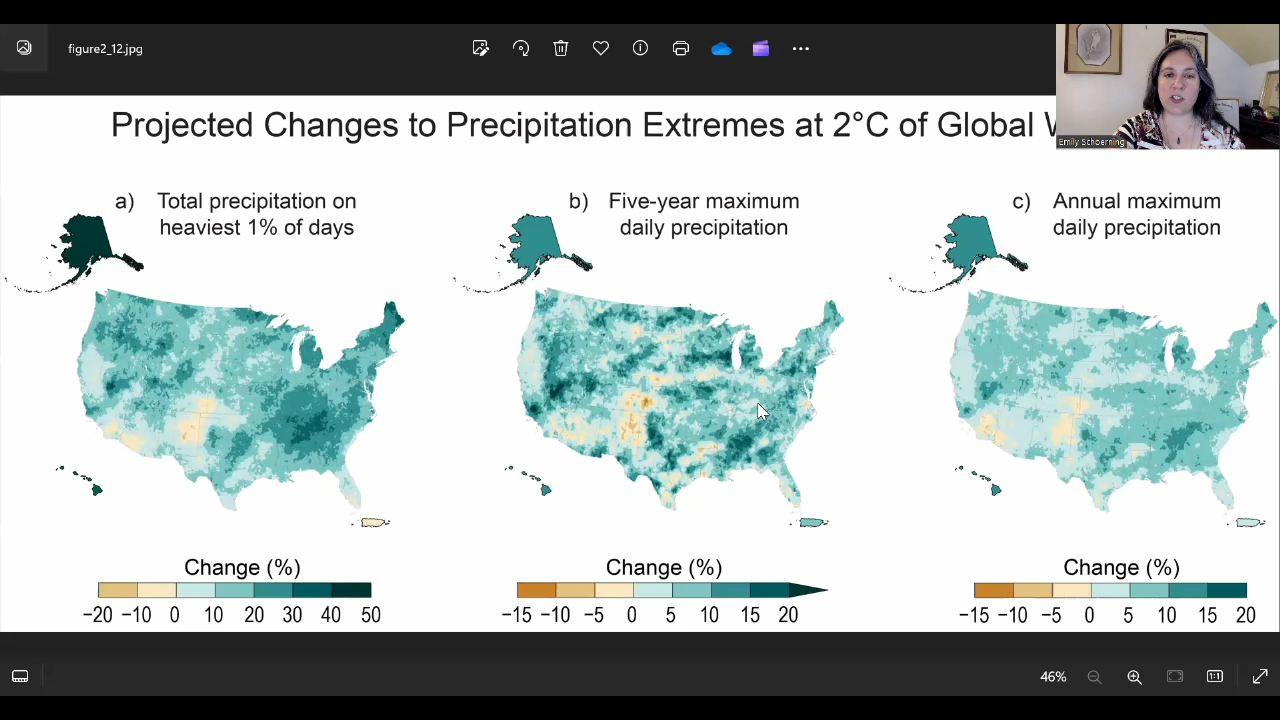 figure2_12.jpg
Emily Schoerning
Projected Changes to Precipitation Extremes at 2°C of Global
a) Total precipitation on
heaviest 1% of days
b) Five-year maximum
daily precipitation
c) Annual maximum
daily precipitation
Change (%)
−20 −10 0 10 20 30 40 50
Change (%)
−15 −10 −5 0 5 10 15 20
Change (%)
−15 −10 −5 0 5 10 15 20
46%
1:1